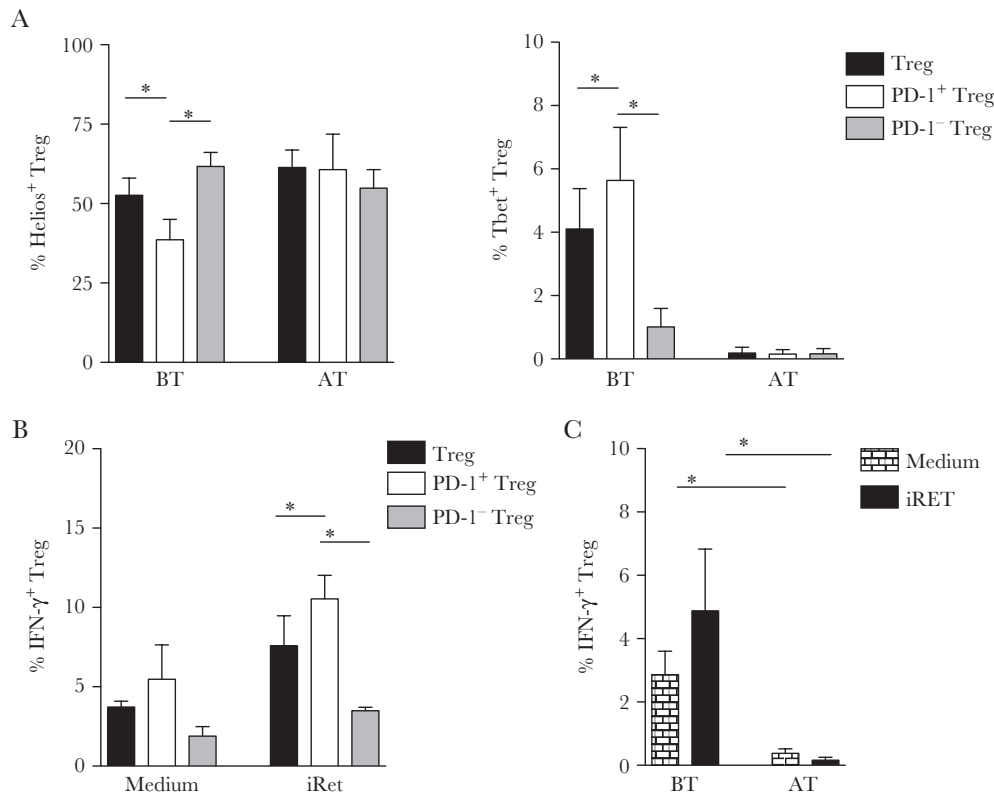 A
% Helios⁺ Treg
100
75
50
25
0
*
*
BT
AT
% Tbet⁺ Treg
10
8
6
4
2
0
*
*
BT
AT
Treg
PD-1⁺ Treg
PD-1⁻ Treg
B
% IFN-γ⁺ Treg
20
15
10
5
0
*
*
Medium
iRet
Treg
PD-1⁺ Treg
PD-1⁻ Treg
C
% IFN-γ⁺ Treg
10
8
6
4
2
0
*
*
BT
AT
Medium
iRET